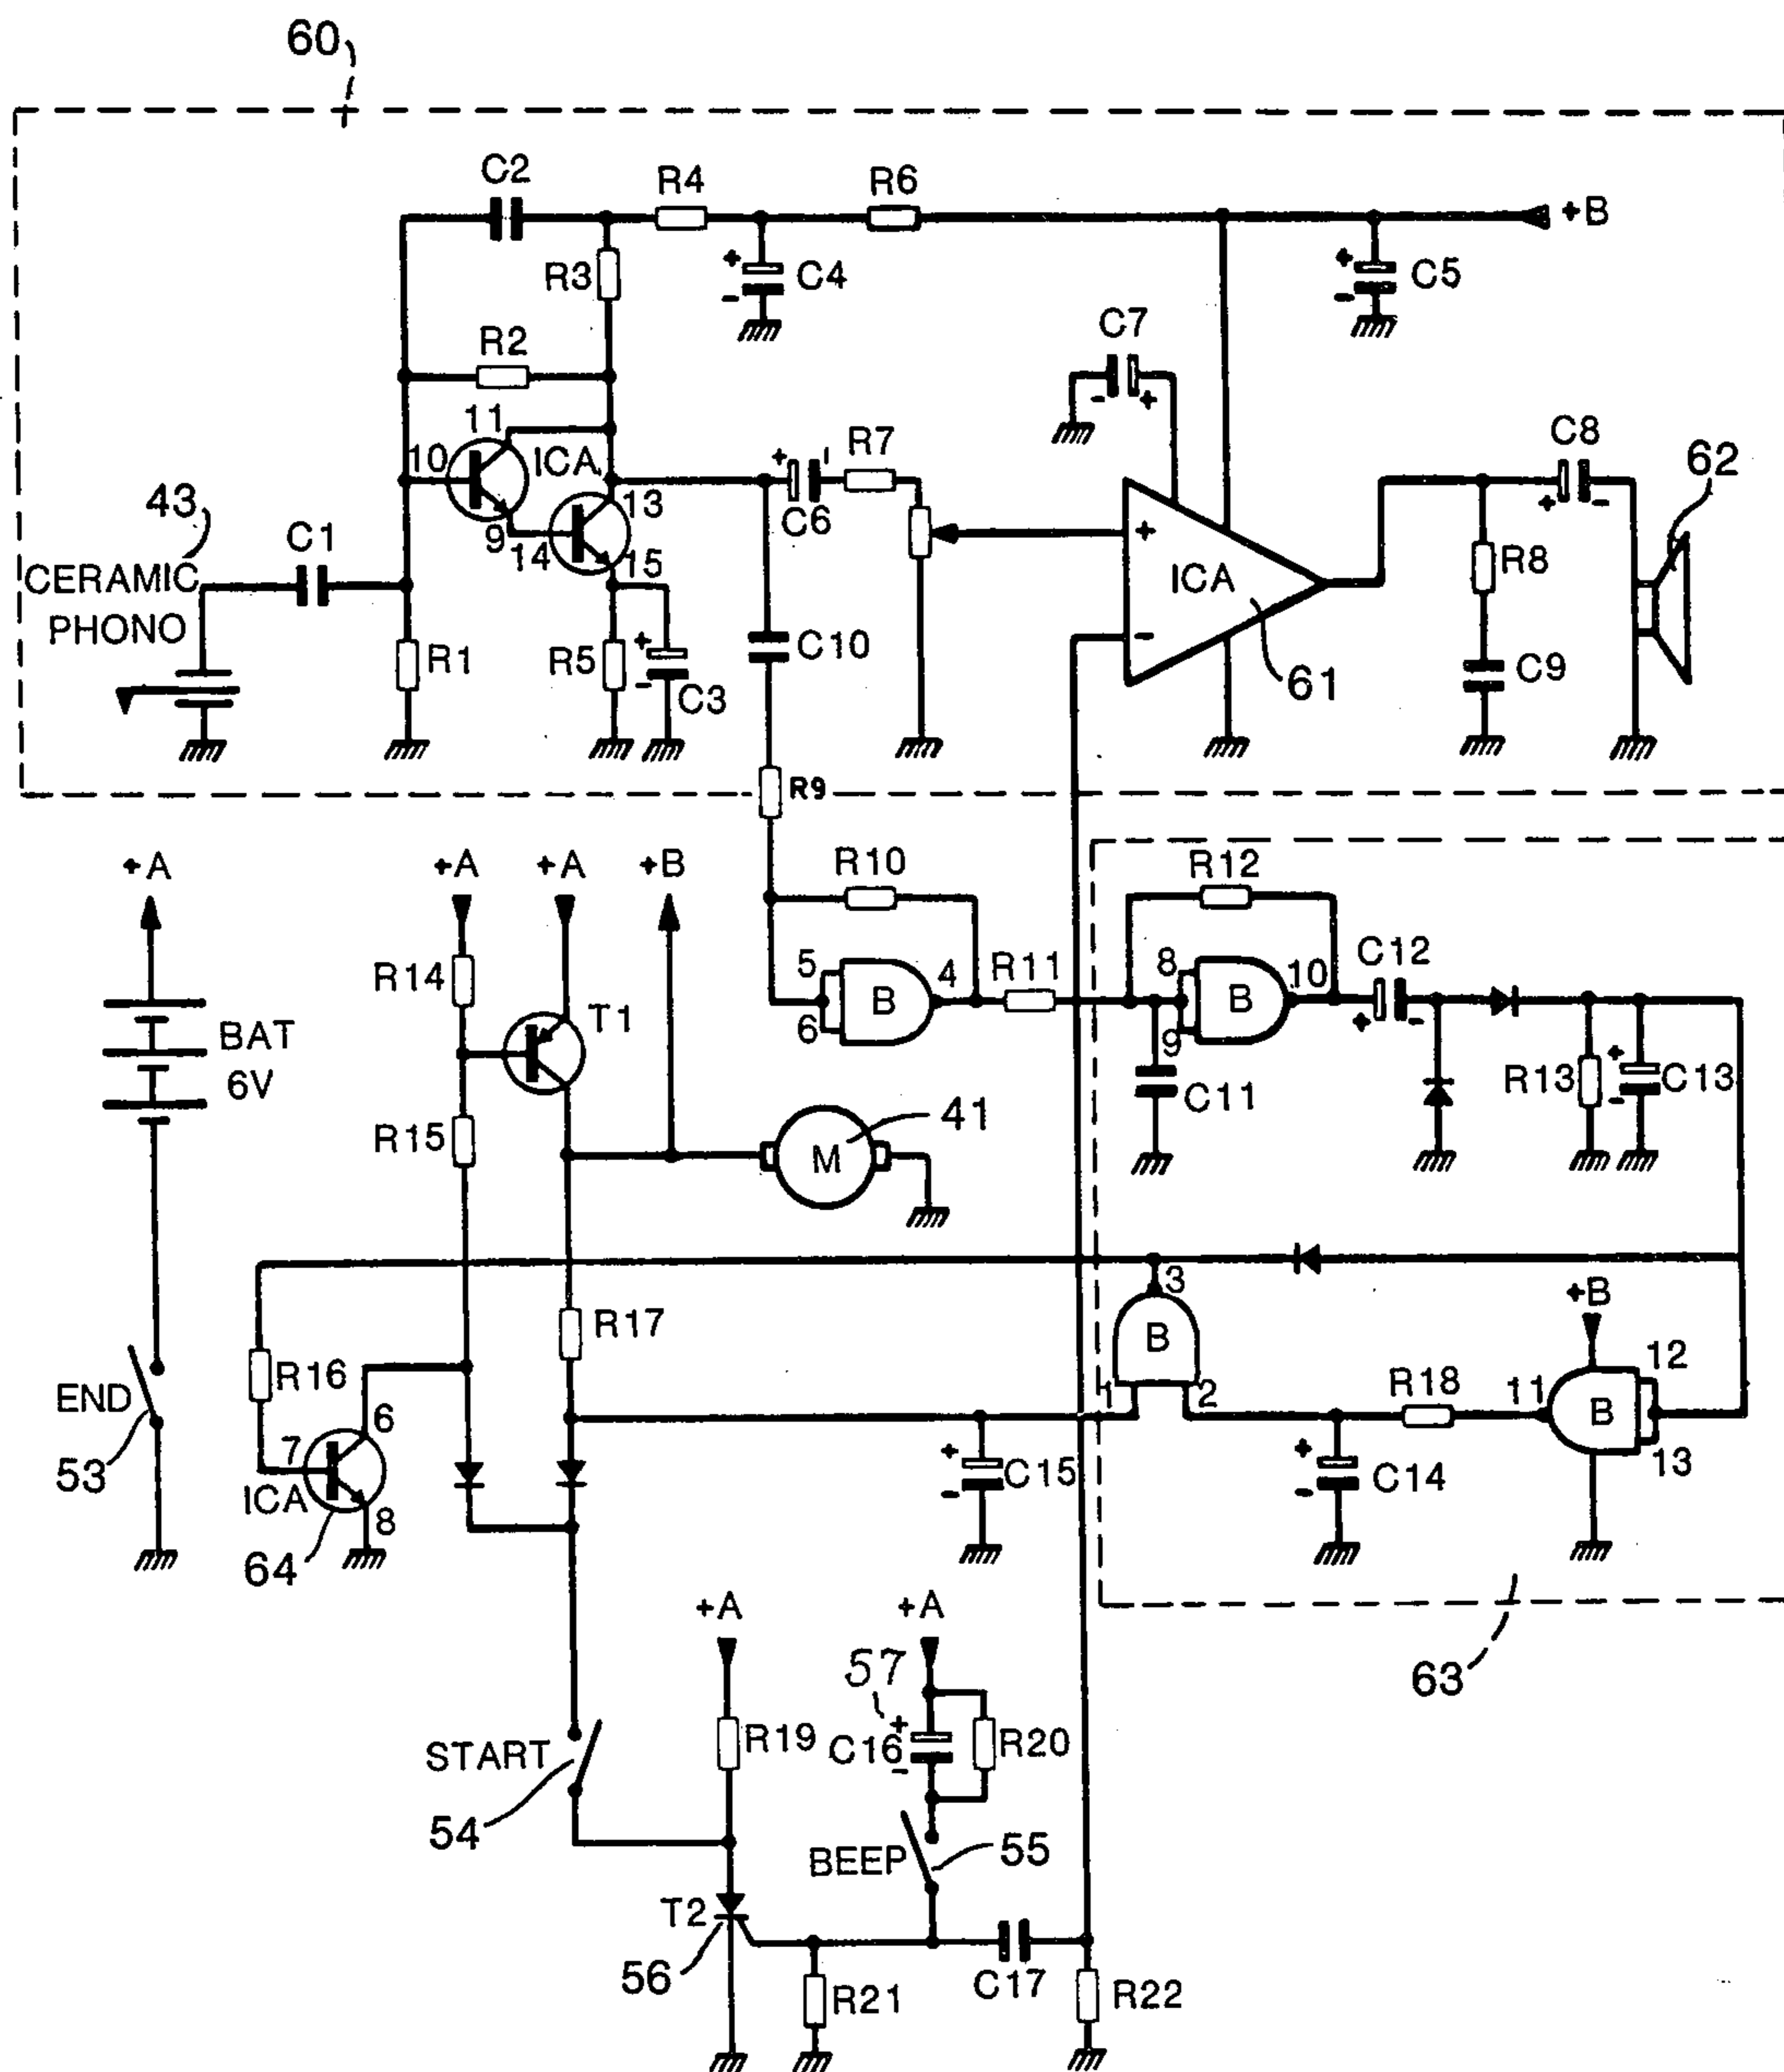 60
C2
R4
R6
+B
R3
+
-
C4
+
-
C5
R2
C7
-
+
11
10
ICA
R7
C8
62
+
-
C6
+
-
13
43
C1
9
14
15
CERAMIC
PHONO
+
ICA
R8
R1
R5
+
-
C3
C10
-
61
C9
R9
+A
+A
+A
+B
R10
R12
R14
5
6
B
4
R11
8
9
B
10
C12
+
-
T1
BAT
6V
R15
C11
R13
+
-
C13
M
41
3
+B
R17
B
12
R16
1
2
R18
11
B
END
6
7
13
53
ICA
8
+
-
C15
+
-
C14
64
+A
+A
63
57
+
START
R19
C16
-
R20
54
BEEP
55
T2
56
R21
C17
R22